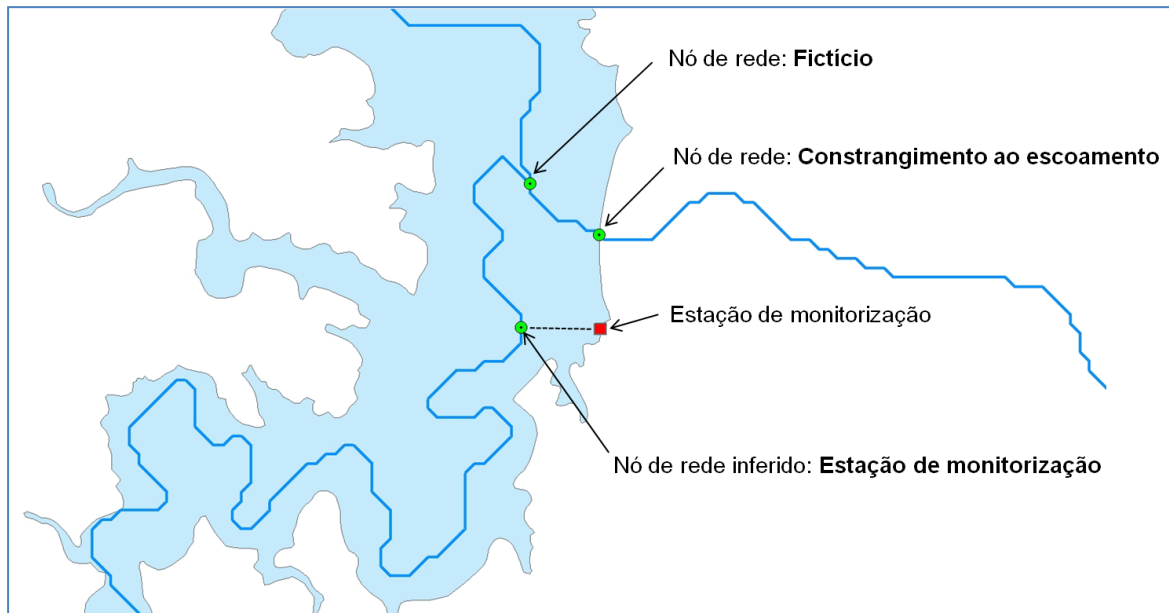 Nó de rede: Fictício
Nó de rede: Constrangimento ao escoamento
Estação de monitorização
Nó de rede inferido: Estação de monitorização